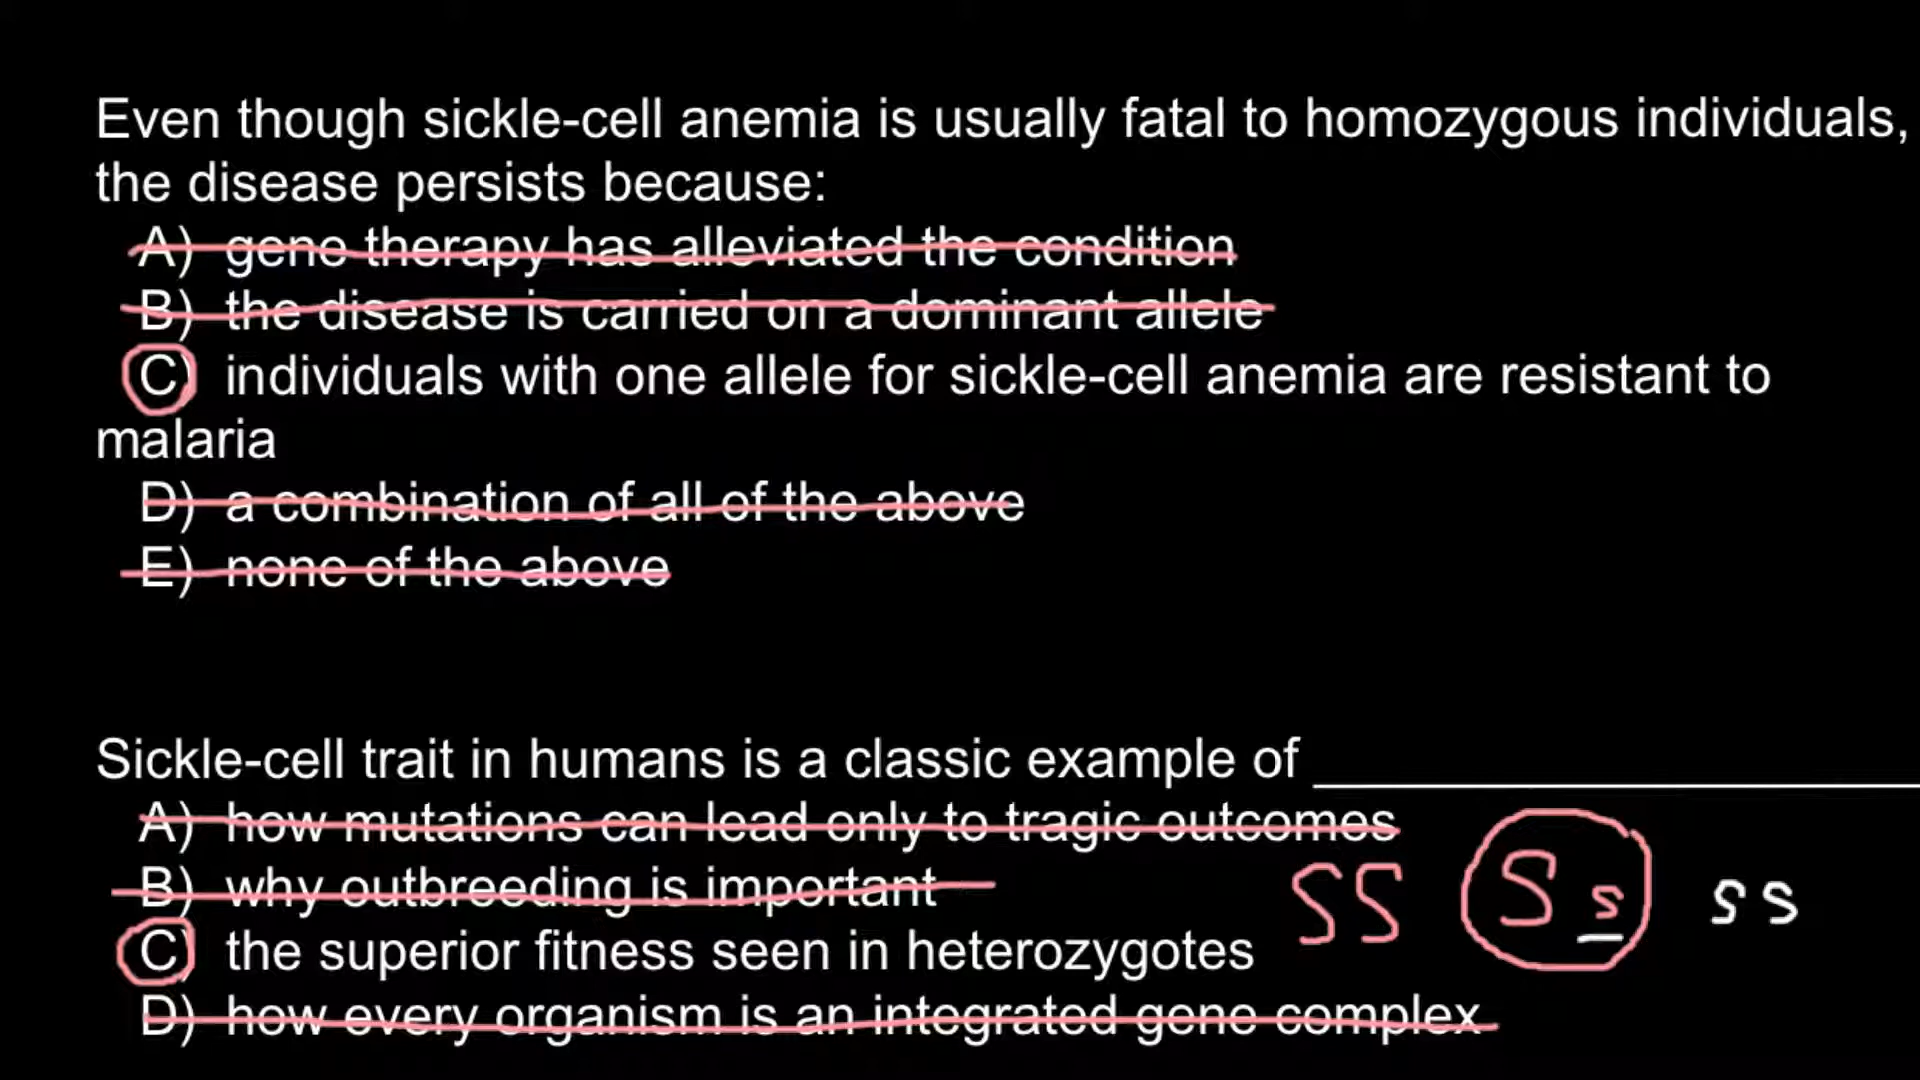 Even though sickle-cell anemia is usually fatal to homozygous individuals,
the disease persists because:
A) gene therapy has alleviated the condition
B) the disease is carried on a dominant allele
C) individuals with one allele for sickle-cell anemia are resistant to
malaria
D) a combination of all of the above
E) none of the above
Sickle-cell trait in humans is a classic example of ____________________
A) how mutations can lead only to tragic outcomes
B) why outbreeding is important
C) the superior fitness seen in heterozygotes
SS Ss ss
D) how every organism is an integrated gene complex